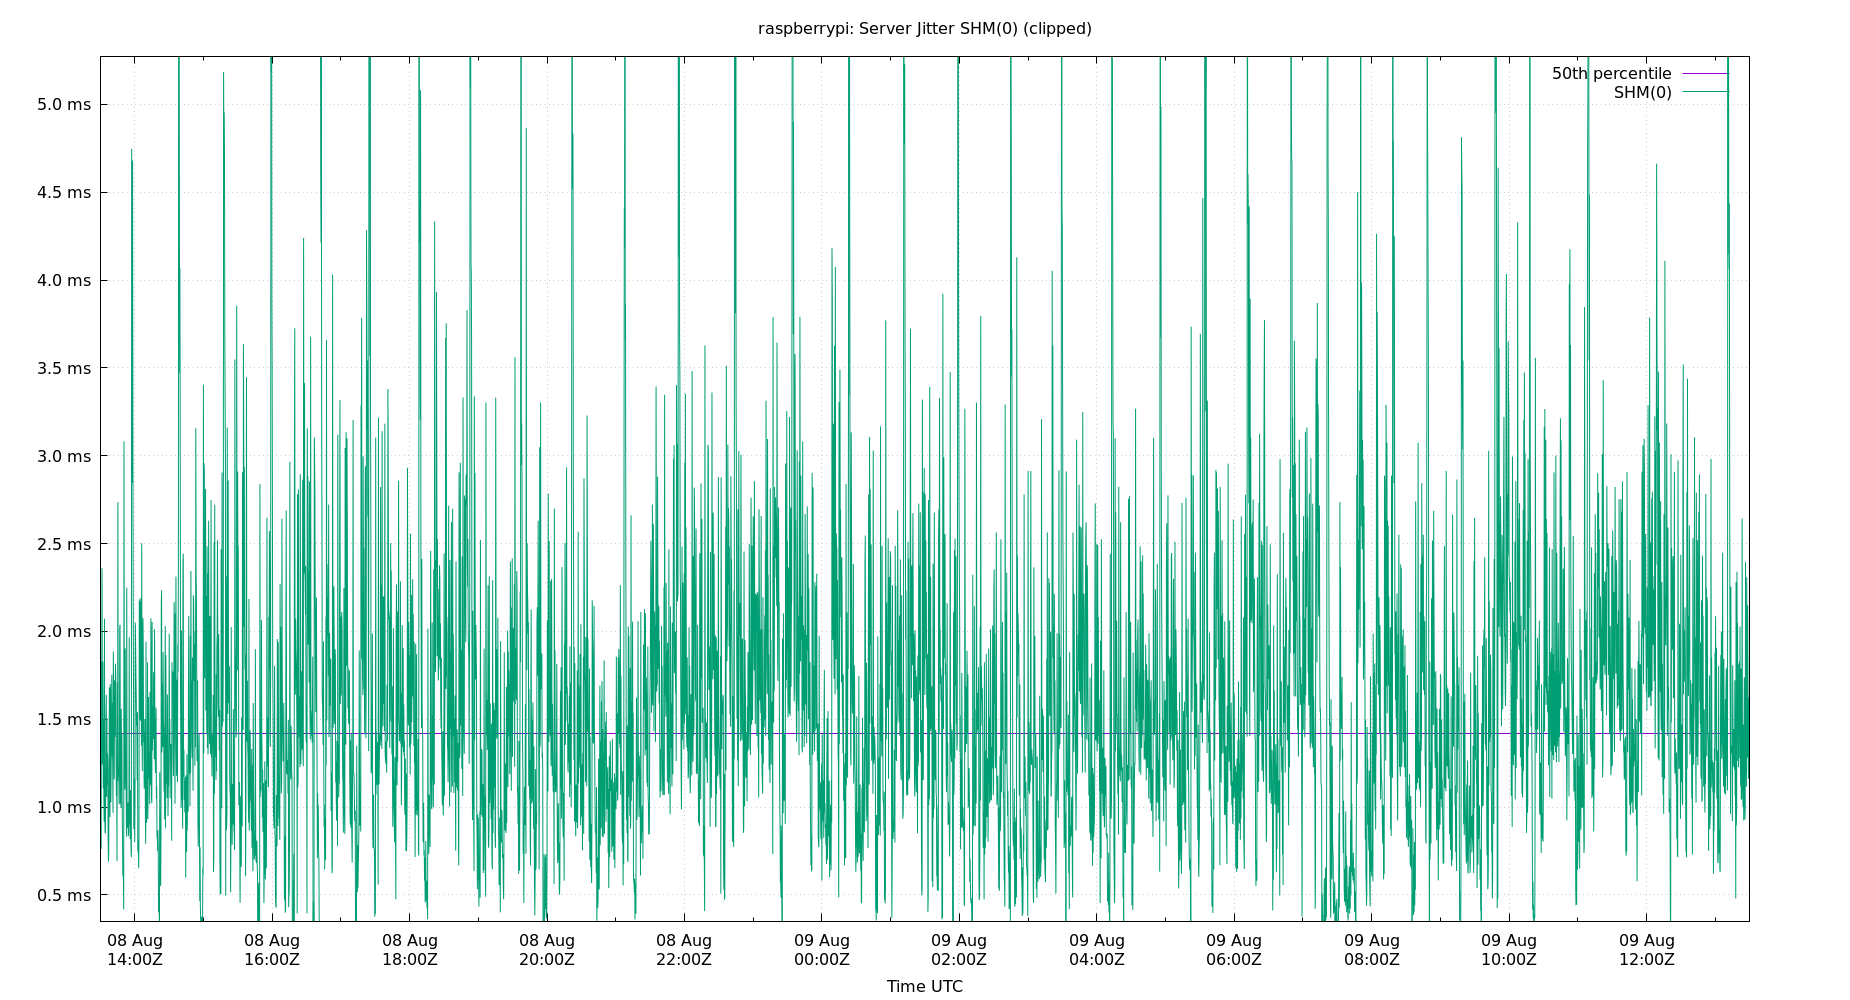 raspberrypi: Server Jitter SHM(0) (clipped)
50th percentile
SHM(0)
5.0 ms
4.5 ms
4.0 ms
3.5 ms
3.0 ms
2.5 ms
2.0 ms
1.5 ms
1.0 ms
0.5 ms
08 Aug 08 Aug 08 Aug 08 Aug 08 Aug 09 Aug 09 Aug 09 Aug 09 Aug 09 Aug 09 Aug 09 Aug
14:00Z 16:00Z 18:00Z 20:00Z 22:00Z 00:00Z 02:00Z 04:00Z 06:00Z 08:00Z 10:00Z 12:00Z
Time UTC